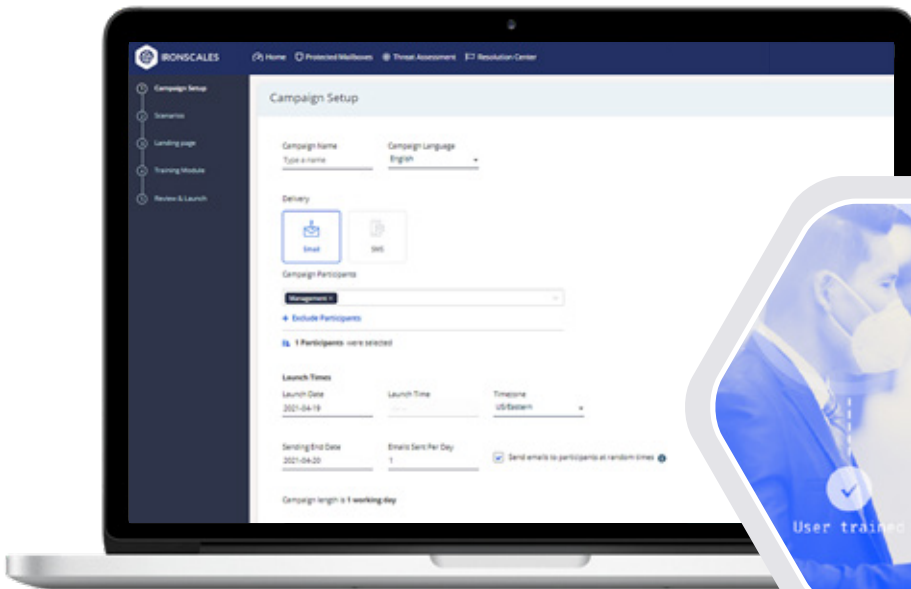 IRONSCALES
Home Protected Mailboxes Threat Assessment Resolution Center
Campaign Setup
Scenarios
Landing page
Training Module
Review & Launch
Campaign Setup
Campaign Name Campaign Language
Type a name English
Delivery
Email SMS
Campaign Participants
Management ×
+ Exclude Participants
1 Participants were selected
Launch Times
Launch Date Launch Time Timezone
2021-04-19 US/Eastern
Sending End Date Emails Sent Per Day
2021-04-20 1 Send emails to participants at random times
Campaign length is 1 working day
User trained